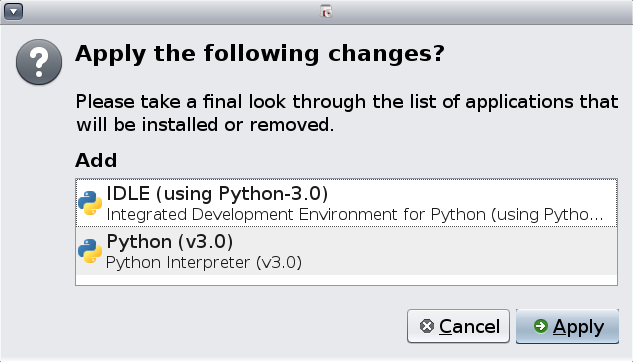 Apply the following changes?
Please take a final look through the list of applications that
will be installed or removed.
Add
IDLE (using Python-3.0)
Integrated Development Environment for Python (using Pytho...
Python (v3.0)
Python Interpreter (v3.0)
Cancel
Apply